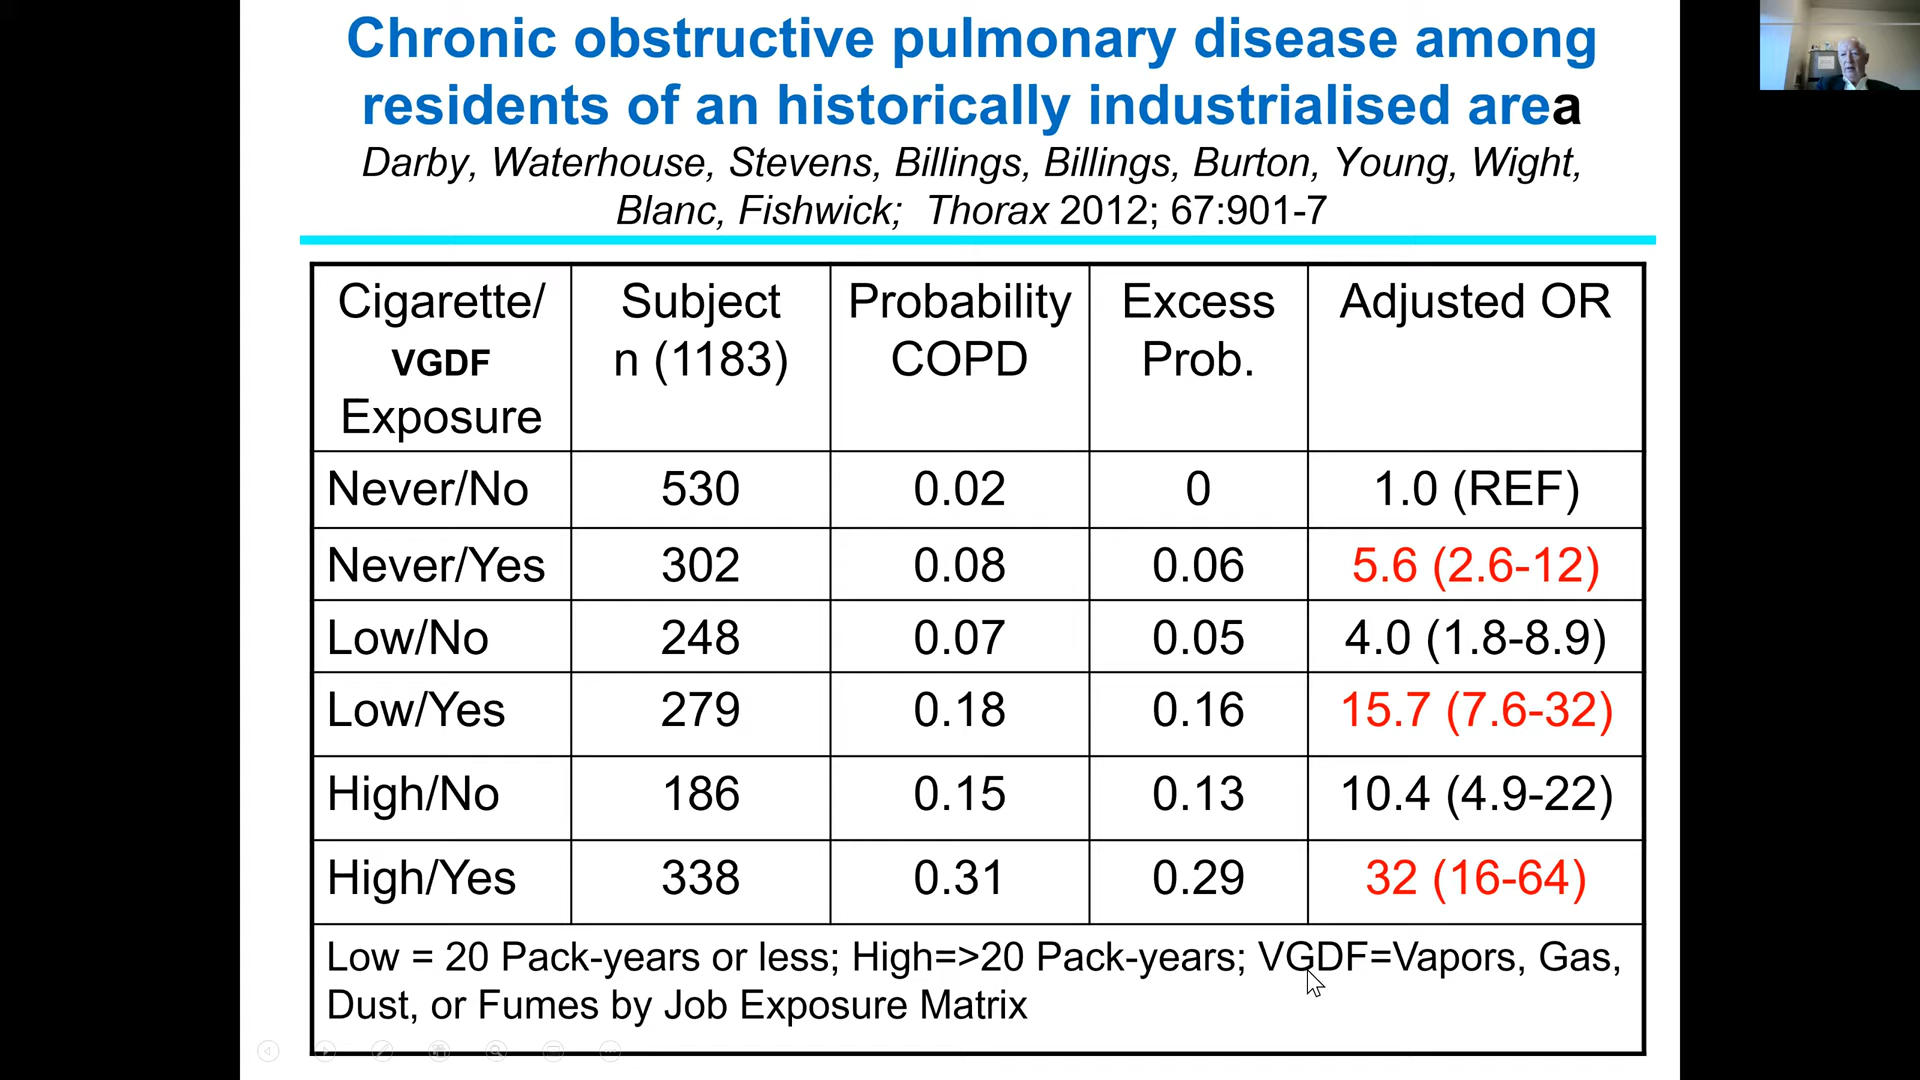 Chronic obstructive pulmonary disease among
residents of an historically industrialised area
Darby, Waterhouse, Stevens, Billings, Billings, Burton, Young, Wight,
Blanc, Fishwick; Thorax 2012; 67:901-7
Cigarette/
VGDF
Exposure
Subject
n (1183)
Probability
COPD
Excess
Prob.
Adjusted OR
Never/No 530 0.02 0 1.0 (REF)
Never/Yes 302 0.08 0.06 5.6 (2.6-12)
Low/No 248 0.07 0.05 4.0 (1.8-8.9)
Low/Yes 279 0.18 0.16 15.7 (7.6-32)
High/No 186 0.15 0.13 10.4 (4.9-22)
High/Yes 338 0.31 0.29 32 (16-64)
Low = 20 Pack-years or less; High=>20 Pack-years; VGDF=Vapors, Gas,
Dust, or Fumes by Job Exposure Matrix